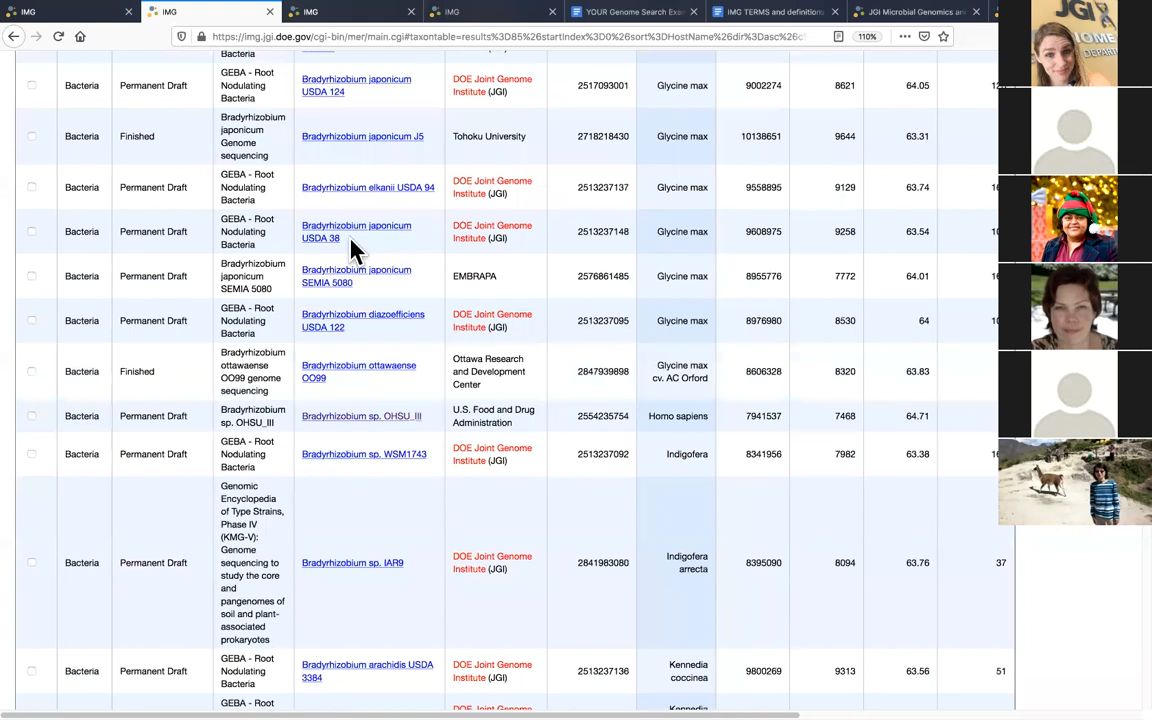 IMG
IMG
IMG
IMG
YOUR Genome Search Exa
IMG TERMS and definition
JGI Microbial Genomics an
https://img.jgi.doe.gov/cgi-bin/mer/main.cgi#taxontable=results%3D85%26startIndex%3D0%26sort%3DHostName%26dir%3Dasc%26c
110%
Bacteria
Bacteria Permanent Draft GEBA - Root Nodulating Bacteria Bradyrhizobium japonicum USDA 124 DOE Joint Genome Institute (JGI) 2517093001 Glycine max 9002274 8621 64.05
Bacteria Finished Bradyrhizobium japonicum Genome sequencing Bradyrhizobium japonicum J5 Tohoku University 2718218430 Glycine max 10138651 9644 63.31
Bacteria Permanent Draft GEBA - Root Nodulating Bacteria Bradyrhizobium elkanii USDA 94 DOE Joint Genome Institute (JGI) 2513237137 Glycine max 9558895 9129 63.74
Bacteria Permanent Draft GEBA - Root Nodulating Bacteria Bradyrhizobium japonicum USDA 38 DOE Joint Genome Institute (JGI) 2513237148 Glycine max 9608975 9258 63.54
Bacteria Permanent Draft Bradyrhizobium japonicum SEMIA 5080 Bradyrhizobium japonicum SEMIA 5080 EMBRAPA 2576861485 Glycine max 8955776 7772 64.01
Bacteria Permanent Draft GEBA - Root Nodulating Bacteria Bradyrhizobium diazoefficiens USDA 122 DOE Joint Genome Institute (JGI) 2513237095 Glycine max 8976980 8530 64
Bacteria Finished Bradyrhizobium ottawaense OO99 genome sequencing Bradyrhizobium ottawaense OO99 Ottawa Research and Development Center 2847939898 Glycine max cv. AC Orford 8606328 8320 63.83
Bacteria Permanent Draft Bradyrhizobium sp. OHSU_III Bradyrhizobium sp. OHSU_III U.S. Food and Drug Administration 2554235754 Homo sapiens 7941537 7468 64.71
Bacteria Permanent Draft GEBA - Root Nodulating Bacteria Bradyrhizobium sp. WSM1743 DOE Joint Genome Institute (JGI) 2513237092 Indigofera 8341956 7982 63.38
Bacteria Permanent Draft Genomic Encyclopedia of Type Strains, Phase IV (KMG-V): Genome sequencing to study the core and pangenomes of soil and plant-associated prokaryotes Bradyrhizobium sp. IAR9 DOE Joint Genome Institute (JGI) 2841983080 Indigofera arrecta 8395090 8094 63.76 37
Bacteria Permanent Draft GEBA - Root Nodulating Bacteria Bradyrhizobium arachidis USDA 3384 DOE Joint Genome Institute (JGI) 2513237136 Kennedia coccinea 9800269 9313 63.56 51
GEBA - Root
JGI